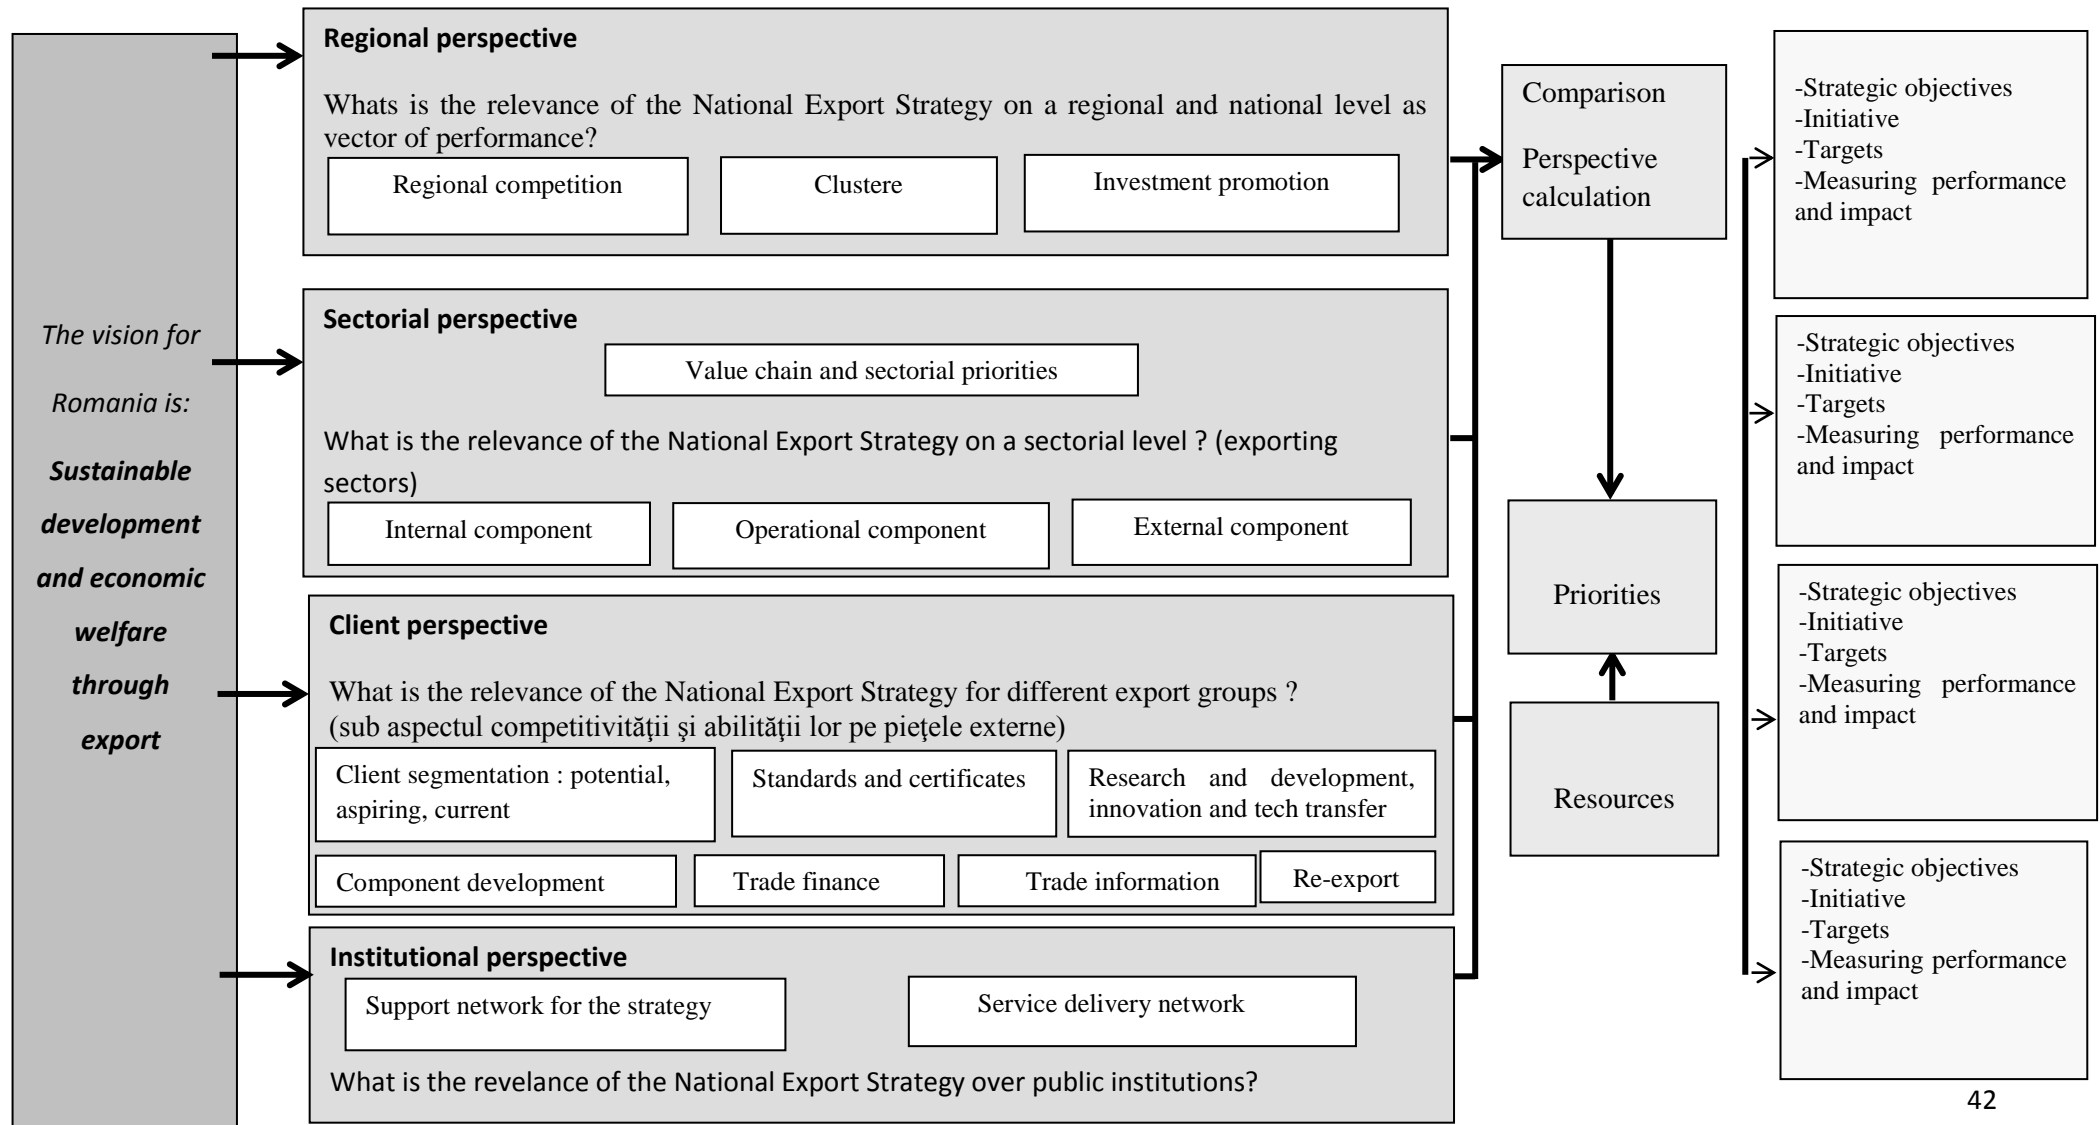 The vision for
Romania is:
Sustainable
development
and economic
welfare
through
export
Regional perspective
Whats is the relevance of the National Export Strategy on a regional and national level as
vector of performance?
Regional competition
Clustere
Investment promotion
Sectorial perspective
Value chain and sectorial priorities
What is the relevance of the National Export Strategy on a sectorial level ? (exporting
sectors)
Internal component
Operational component
External component
Client perspective
What is the relevance of the National Export Strategy for different export groups ?
(sub aspectul competitivităţii şi abilităţii lor pe pieţele externe)
Client segmentation : potential,
aspiring, current
Standards and certificates
Research and development,
innovation and tech transfer
Component development
Trade finance
Trade information
Re-export
Institutional perspective
Support network for the strategy
Service delivery network
What is the revelance of the National Export Strategy over public institutions?
Comparison
Perspective
calculation
Priorities
Resources
-Strategic objectives
-Initiative
-Targets
-Measuring performance
and impact
-Strategic objectives
-Initiative
-Targets
-Measuring performance
and impact
-Strategic objectives
-Initiative
-Targets
-Measuring performance
and impact
-Strategic objectives
-Initiative
-Targets
-Measuring performance
and impact
42